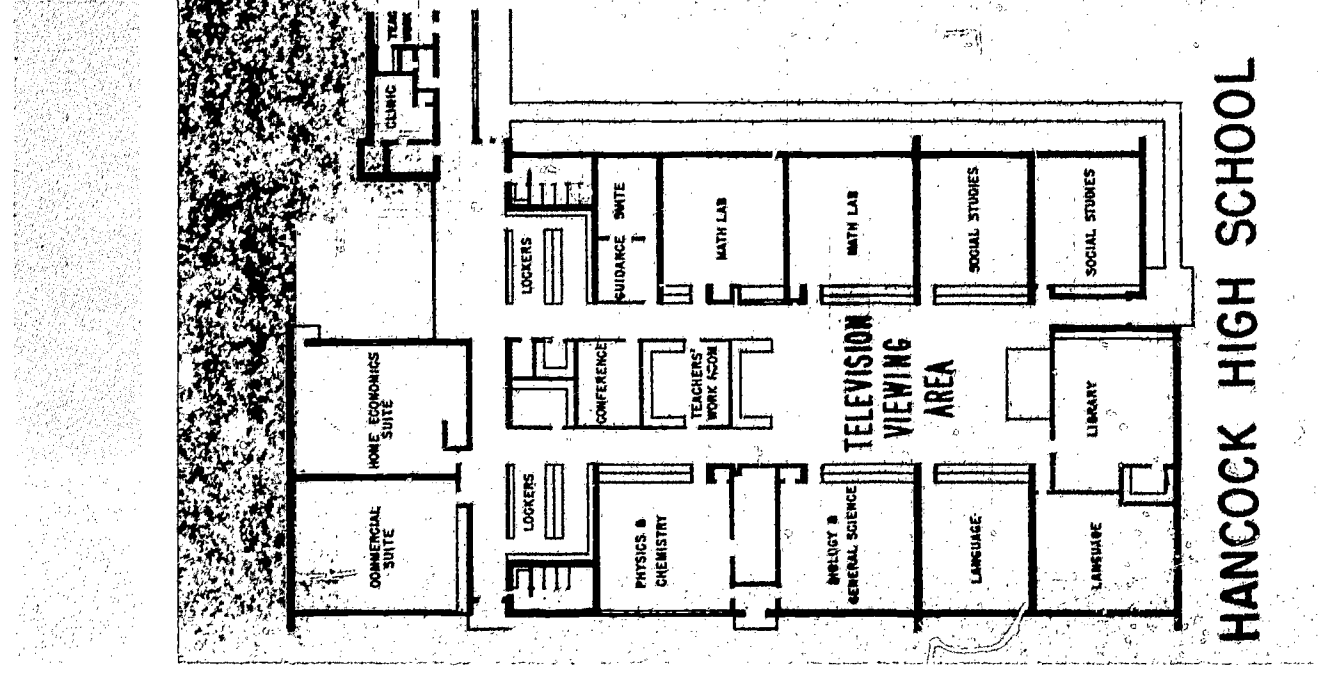 CLINIC
COMMERCIAL
SUITE
HOME ECONOMICS
SUITE
LOCKERS
LOCKERS
CONFERENCE
GUIDANCE SUITE
PHYSICS &
CHEMISTRY
TEACHERS'
WORK ROOM
MATH LAB
BIOLOGY &
GENERAL SCIENCE
TELEVISION
VIEWING
AREA
MATH LAB
LANGUAGE
SOCIAL STUDIES
LANGUAGE
LIBRARY
SOCIAL STUDIES
HANCOCK HIGH SCHOOL